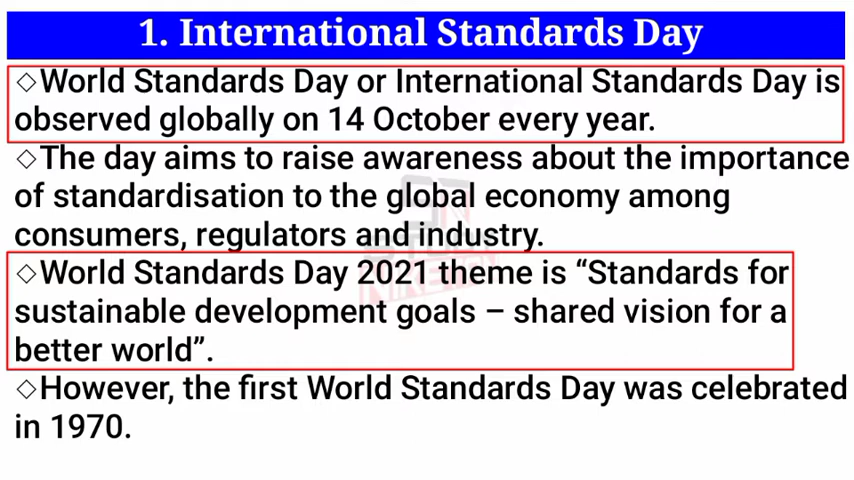 1. International Standards Day
◇World Standards Day or International Standards Day is
observed globally on 14 October every year.
◇The day aims to raise awareness about the importance
of standardisation to the global economy among
consumers, regulators and industry.
◇World Standards Day 2021 theme is “Standards for
sustainable development goals – shared vision for a
better world”.
◇However, the first World Standards Day was celebrated
in 1970.